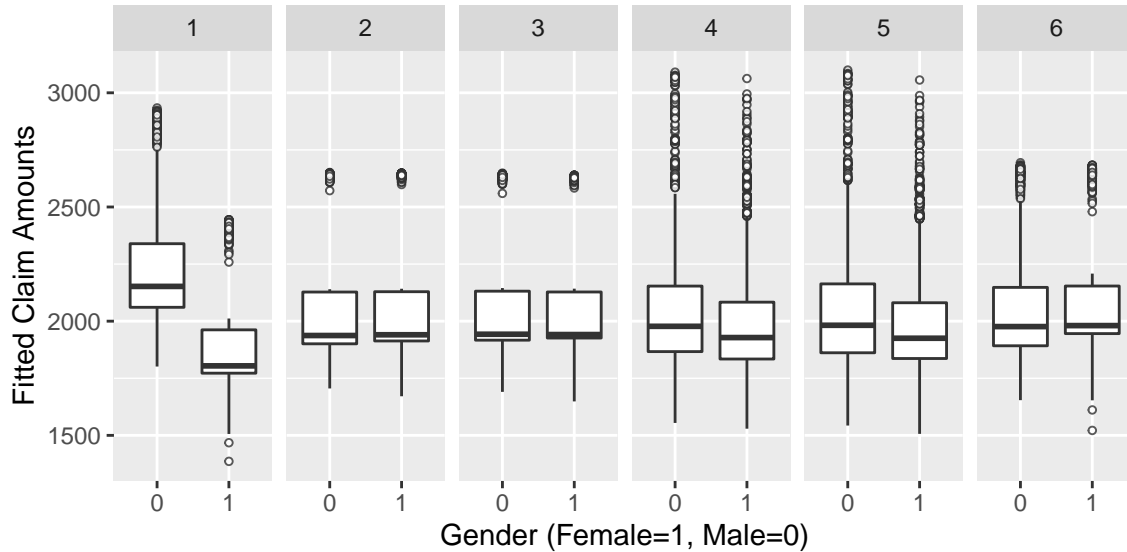 1 2 3 4 5 6
3000
2500
2000
1500
Fitted Claim Amounts
0 1 0 1 0 1 0 1 0 1 0 1
Gender (Female=1, Male=0)